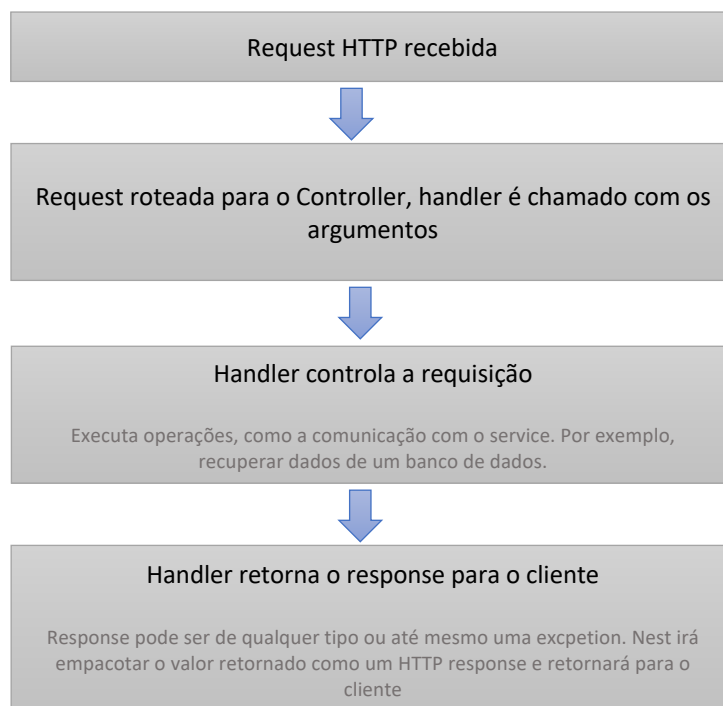 Request HTTP recebida
Request roteada para o Controller, handler é chamado com os
argumentos
Handler controla a requisição
Executa operações, como a comunicação com o service. Por exemplo,
recuperar dados de um banco de dados.
Handler retorna o response para o cliente
Response pode ser de qualquer tipo ou até mesmo uma excpetion. Nest irá
empacotar o valor retornado como um HTTP response e retornará para o
cliente